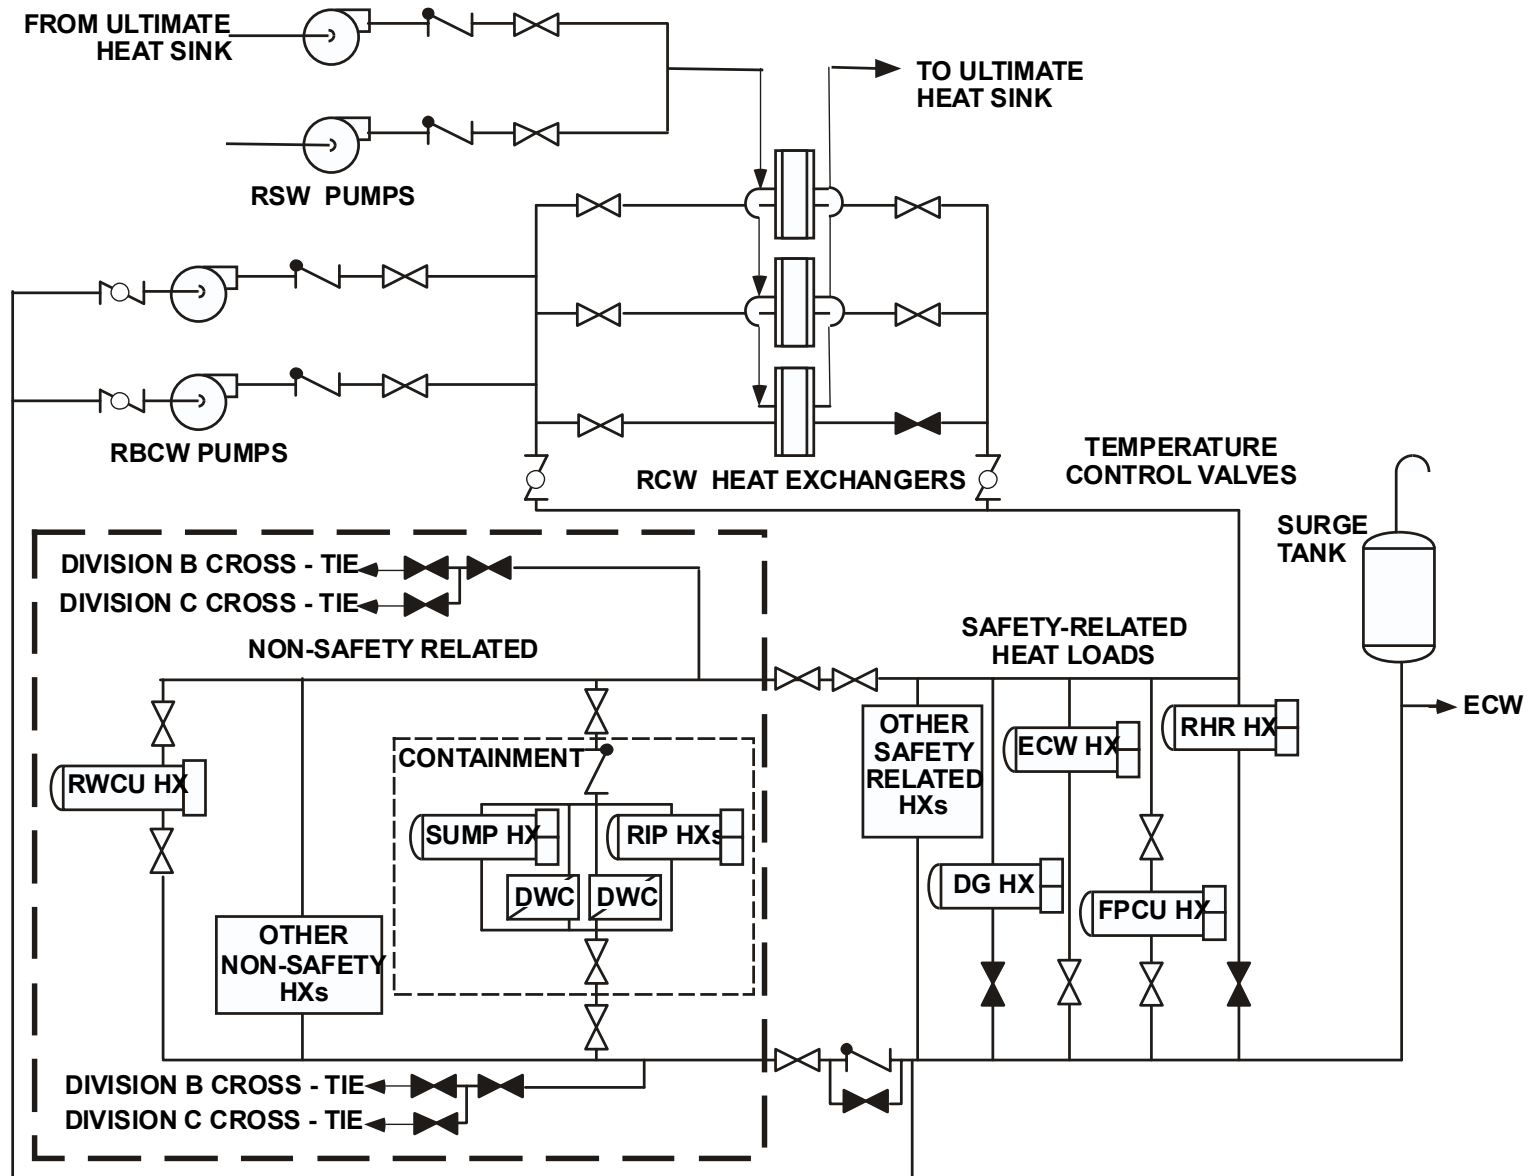 FROM ULTIMATE
HEAT SINK
TO ULTIMATE
HEAT SINK
RSW PUMPS
RBCW PUMPS
RCW HEAT EXCHANGERS
TEMPERATURE
CONTROL VALVES
SURGE
TANK
DIVISION B CROSS - TIE
DIVISION C CROSS - TIE
NON-SAFETY RELATED
SAFETY-RELATED
HEAT LOADS
ECW
OTHER
SAFETY
RELATED
HXs
ECW HX
RHR HX
CONTAINMENT
RWCU HX
SUMP HX
RIP HXs
DWC
DWC
DG HX
FPCU HX
OTHER
NON-SAFETY
HXs
DIVISION B CROSS - TIE
DIVISION C CROSS - TIE